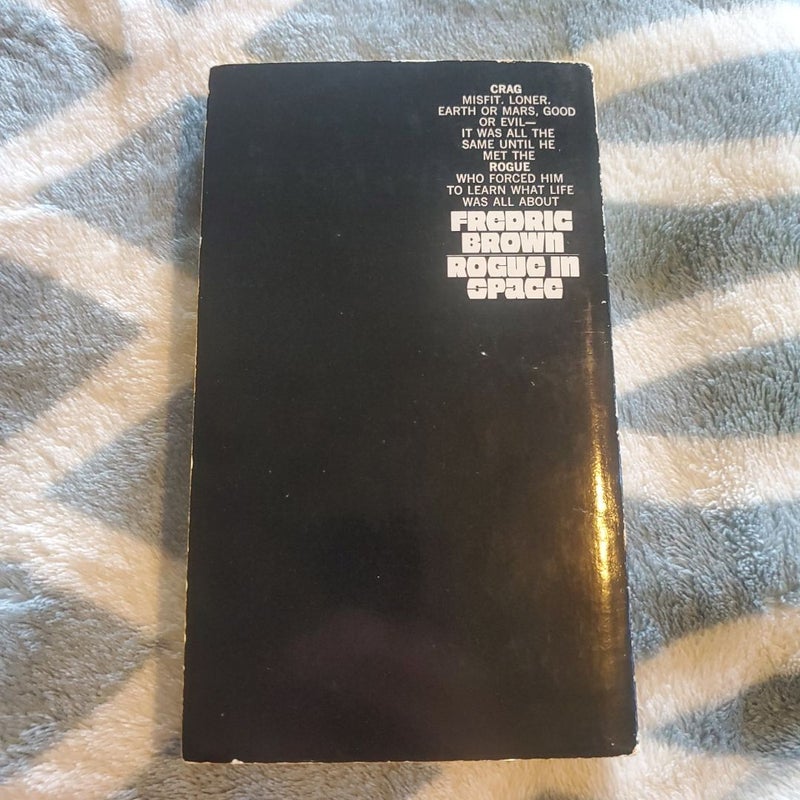 CRAG
MISFIT. LONER.
EARTH OR MARS, GOOD
OR EVIL—
IT WAS ALL THE
SAME UNTIL HE
MET THE
ROGUE
WHO FORCED HIM
TO LEARN WHAT LIFE
WAS ALL ABOUT
FREDRIC
BROWN
ROGUE IN
SPACE